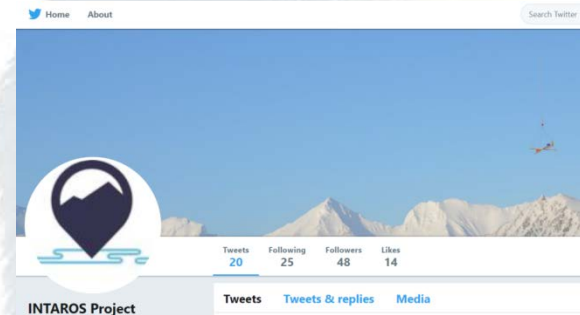 Home About Search Twitter
Tweets Following Followers Likes
20 25 48 14
Tweets Tweets & replies Media
INTAROS Project